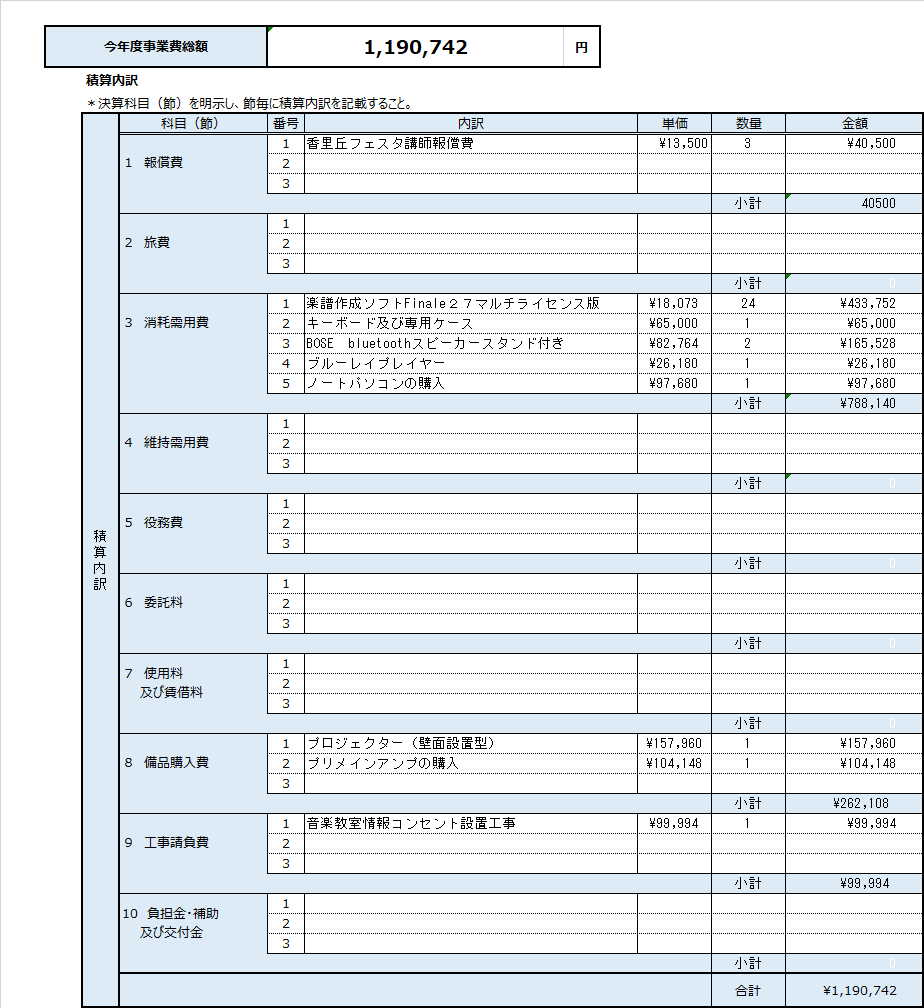 今年度事業費総額 1,190,742 円
積算内訳
＊決算科目（節）を明示し、節毎に積算内訳を記載すること。
科目（節） 番号 内訳 単価 数量 金額
積算内訳
1 報償費
1 香里丘フェスタ講師報償費 ¥13,500 3 ¥40,500
2
3
小計 40500
2 旅費
1
2
3
小計 0
3 消耗需用費
1 楽譜作成ソフトFinale２７マルチライセンス版 ¥18,073 24 ¥433,752
2 キーボード及び専用ケース ¥65,000 1 ¥65,000
3 BOSE　bluetoothスピーカースタンド付き ¥82,764 2 ¥165,528
4 ブルーレイプレイヤー ¥26,180 1 ¥26,180
5 ノートパソコンの購入 ¥97,680 1 ¥97,680
小計 ¥788,140
4 維持需用費
1
2
3
小計 0
5 役務費
1
2
3
小計 0
6 委託料
1
2
3
小計 0
7 使用料
及び賃借料
1
2
3
小計 0
8 備品購入費
1 プロジェクター（壁面設置型） ¥157,960 1 ¥157,960
2 プリメインアンプの購入 ¥104,148 1 ¥104,148
3
小計 ¥262,108
9 工事請負費
1 音楽教室情報コンセント設置工事 ¥99,994 1 ¥99,994
2
3
小計 ¥99,994
10 負担金・補助
及び交付金
1
2
3
小計 0
合計 ¥1,190,742